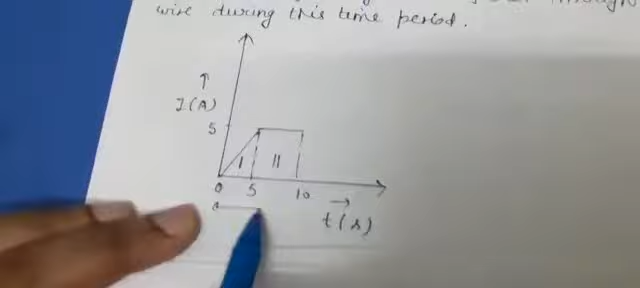 wire during this time period.
↑
I(A)
5
I II
0 5 10 →
t(s)